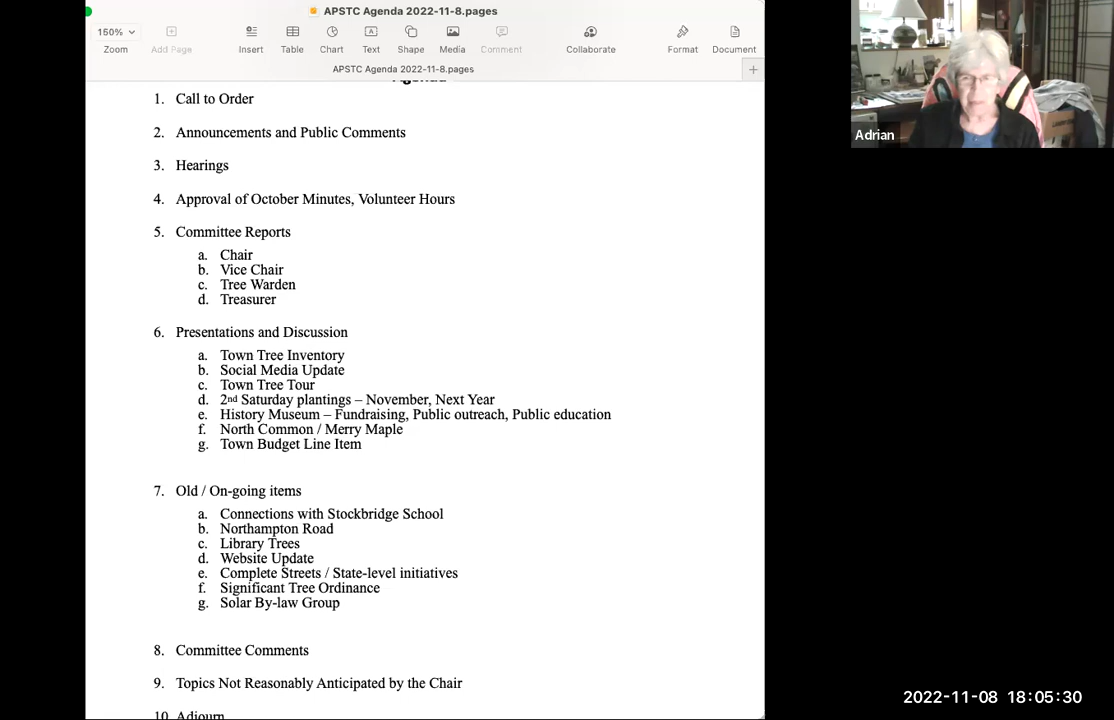 APSTC Agenda 2022-11-8.pages
150%
Zoom
Add Page
Insert
Table
Chart
Text
Shape
Media
Comment
Collaborate
Format
Document
APSTC Agenda 2022-11-8.pages
Agenda
1. Call to Order
2. Announcements and Public Comments
3. Hearings
4. Approval of October Minutes, Volunteer Hours
5. Committee Reports
a. Chair
b. Vice Chair
c. Tree Warden
d. Treasurer
6. Presentations and Discussion
a. Town Tree Inventory
b. Social Media Update
c. Town Tree Tour
d. 2nd Saturday plantings – November, Next Year
e. History Museum – Fundraising, Public outreach, Public education
f. North Common / Merry Maple
g. Town Budget Line Item
7. Old / On-going items
a. Connections with Stockbridge School
b. Northampton Road
c. Library Trees
d. Website Update
e. Complete Streets / State-level initiatives
f. Significant Tree Ordinance
g. Solar By-law Group
8. Committee Comments
9. Topics Not Reasonably Anticipated by the Chair
10. Adjourn
Adrian
2022-11-08 18:05:30